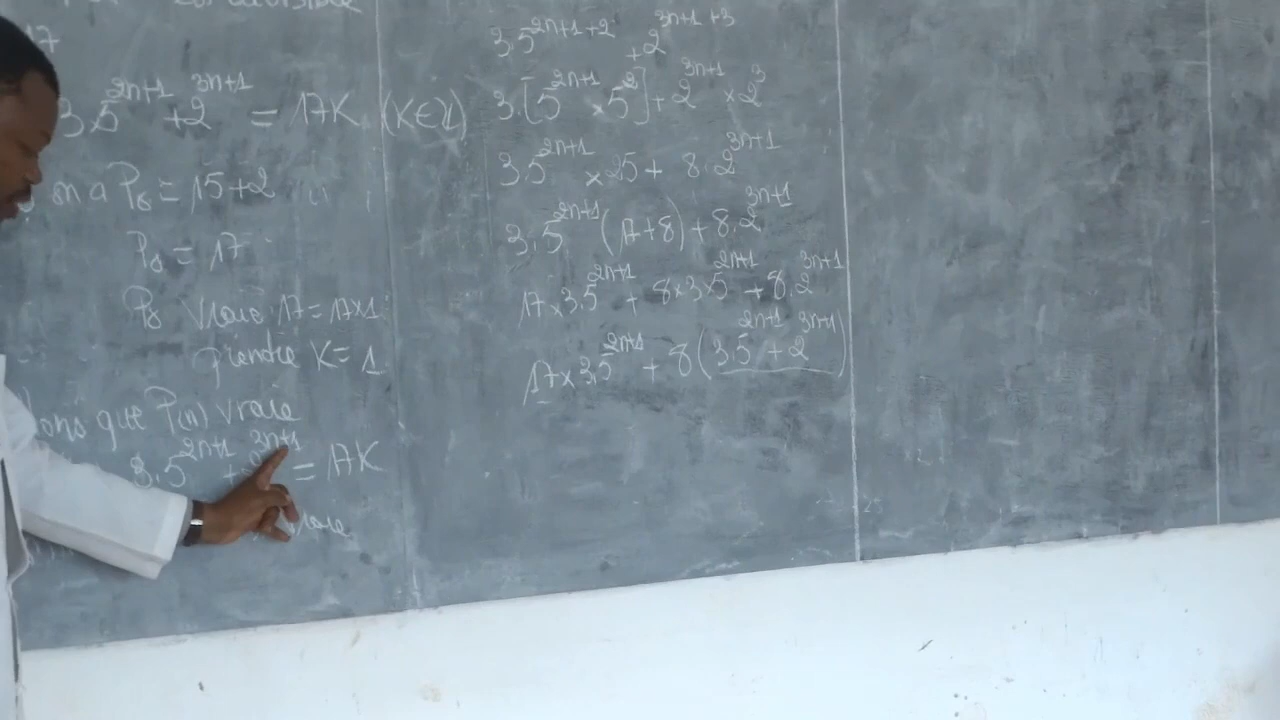 17
3.5^{2n+1} + 2^{3n+1} = 17K (K∈Z)
on a P₀ = 15+2
P₀ = 17
P₀ vraie 17 = 17×1
prendre K = 1
ons que P(n) vraie
3.5^{2n+1} + 2^{3n+1} = 17K
vraie
3.5^{2n+1+2} + 2^{3n+1+3}
3.[5^{2n+1} × 5^2] + 2^{3n+1} × 2^3
3.5^{2n+1} × 25 + 8.2^{3n+1}
3.5^{2n+1} (17+8) + 8.2^{3n+1}
17×3.5^{2n+1} + 8×3×5^{2n+1} + 8.2^{3n+1}
17×3.5^{2n+1} + 8(3.5^{2n+1} + 2^{3n+1})